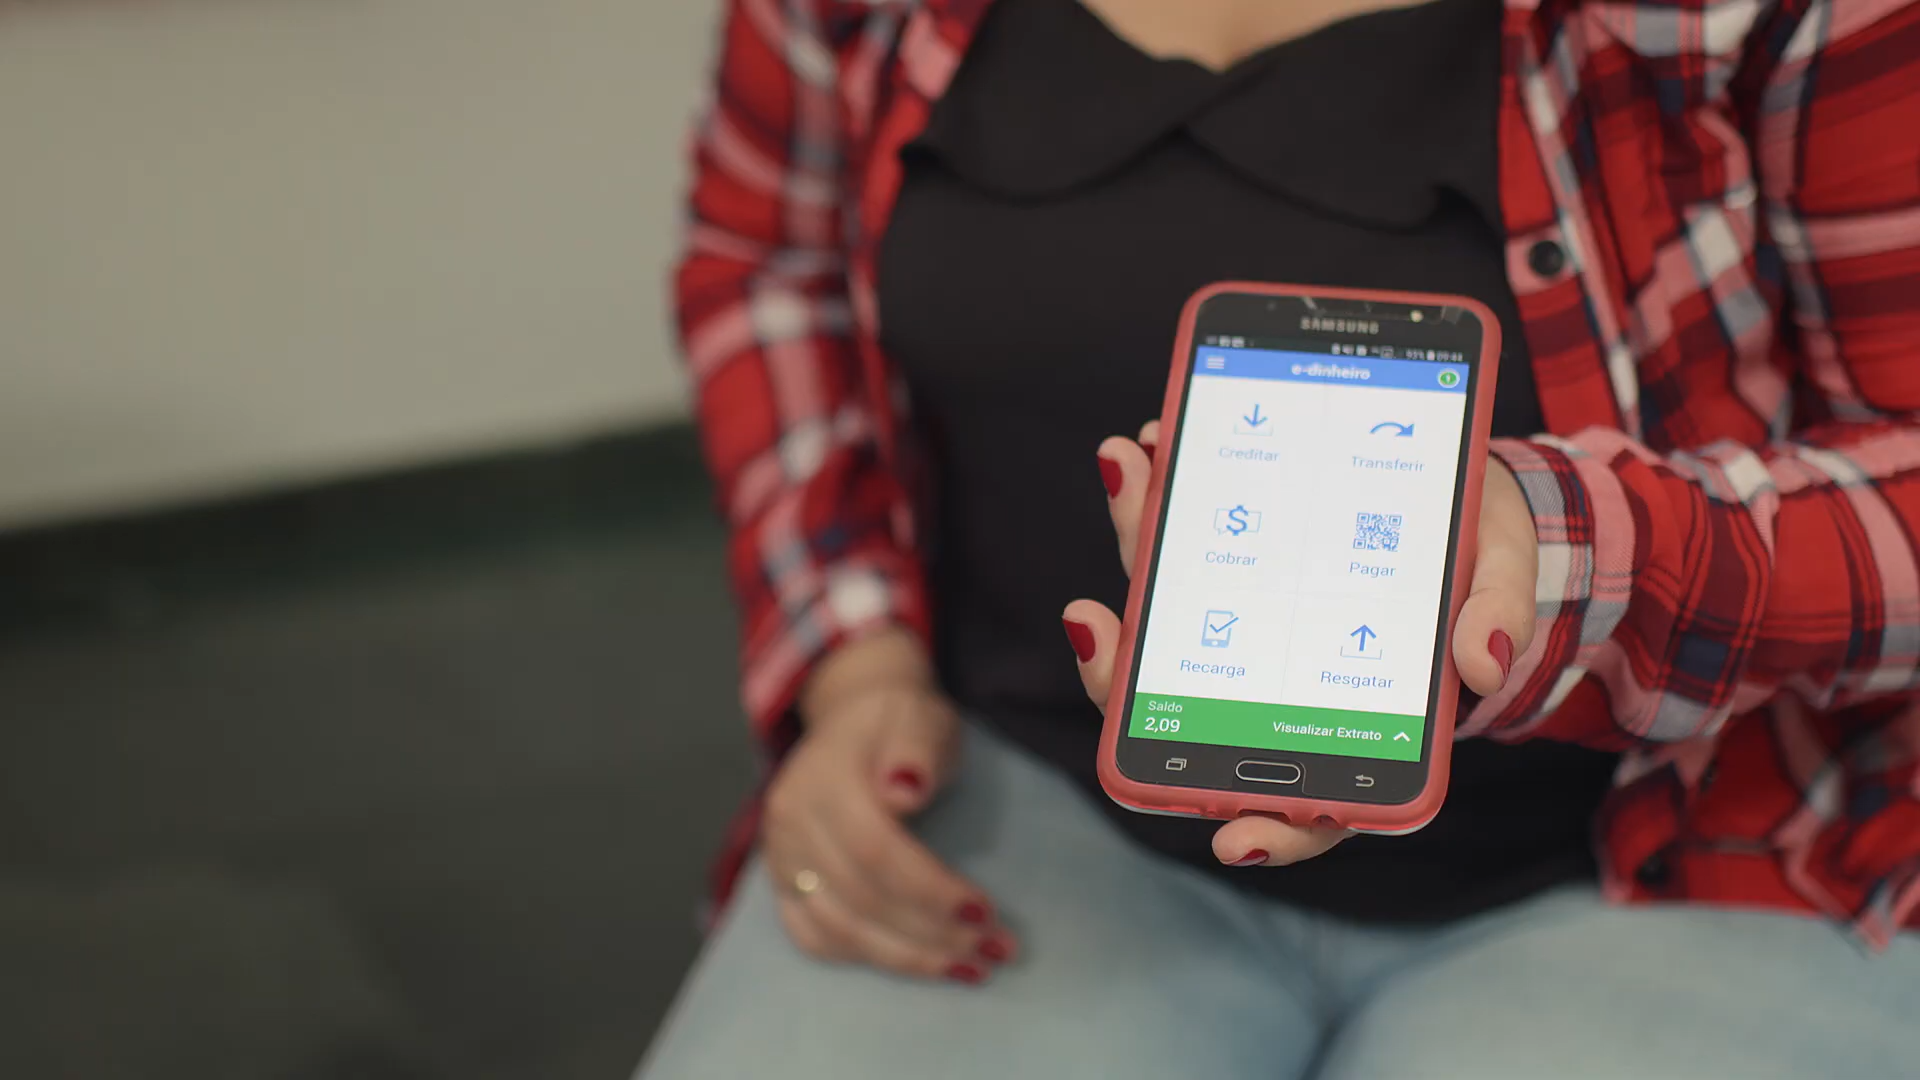 SAMSUNG
e-dinheiro
Creditar
Transferir
Cobrar
Pagar
Recarga
Resgatar
Saldo
2,09
Visualizar Extrato